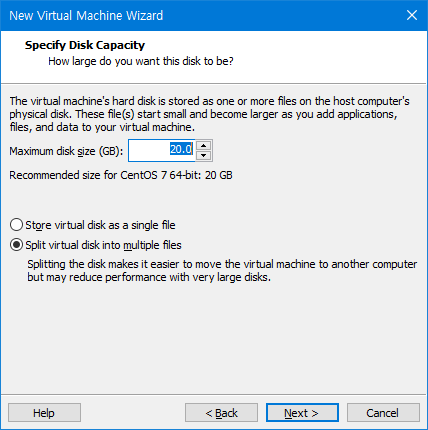 New Virtual Machine Wizard
Specify Disk Capacity
How large do you want this disk to be?
The virtual machine's hard disk is stored as one or more files on the host computer's
physical disk. These file(s) start small and become larger as you add applications,
files, and data to your virtual machine.
Maximum disk size (GB): 20.0
Recommended size for CentOS 7 64-bit: 20 GB
Store virtual disk as a single file
Split virtual disk into multiple files
Splitting the disk makes it easier to move the virtual machine to another computer
but may reduce performance with very large disks.
Help < Back Next > Cancel